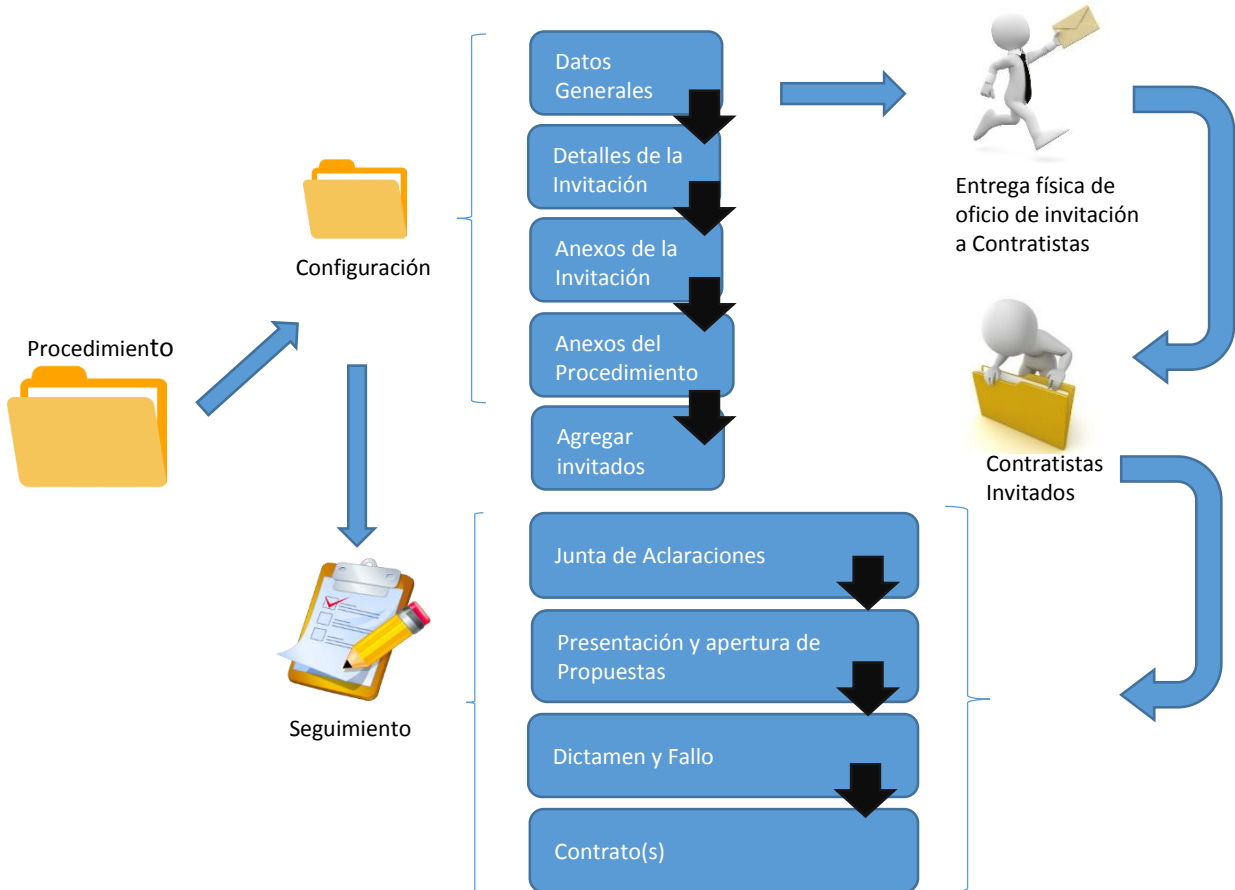 Procedimiento
Configuración
Datos
Generales
Detalles de la
Invitación
Anexos de la
Invitación
Anexos del
Procedimiento
Agregar
invitados
Entrega física de
oficio de invitación
a Contratistas
Contratistas
Invitados
Seguimiento
Junta de Aclaraciones
Presentación y apertura de
Propuestas
Dictamen y Fallo
Contrato(s)